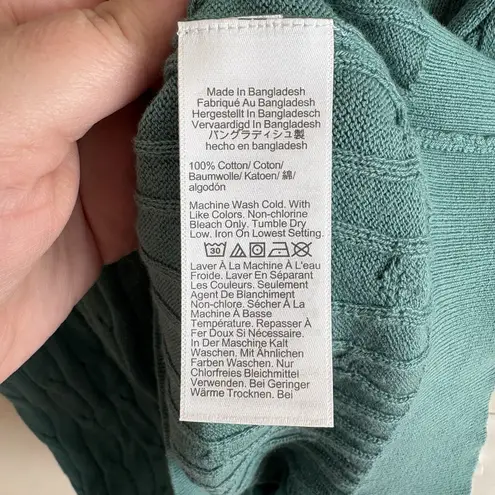 Made In Bangladesh
Fabriqué Au Bangladesh
Hergestellt In Bangladesch
Vervaardigd In Bangladesh
バングラディシュ製
hecho en bangladesh
100% Cotton/ Coton/
Baumwolle/ Katoen/ 綿/
algodón
Machine Wash Cold. With
Like Colors. Non-chlorine
Bleach Only. Tumble Dry
Low. Iron On Lowest Setting.
30
Laver À La Machine À L'eau
Froide. Laver En Séparant
Les Couleurs. Seulement
Agent De Blanchiment
Non-chlore. Sécher À La
Machine À Basse
Température. Repasser À
Fer Doux Si Nécessaire.
In Der Maschine Kalt
Waschen. Mit Ähnlichen
Farben Waschen. Nur
Chlorfreies Bleichmittel
Verwenden. Bei Geringer
Wärme Trocknen. Bei